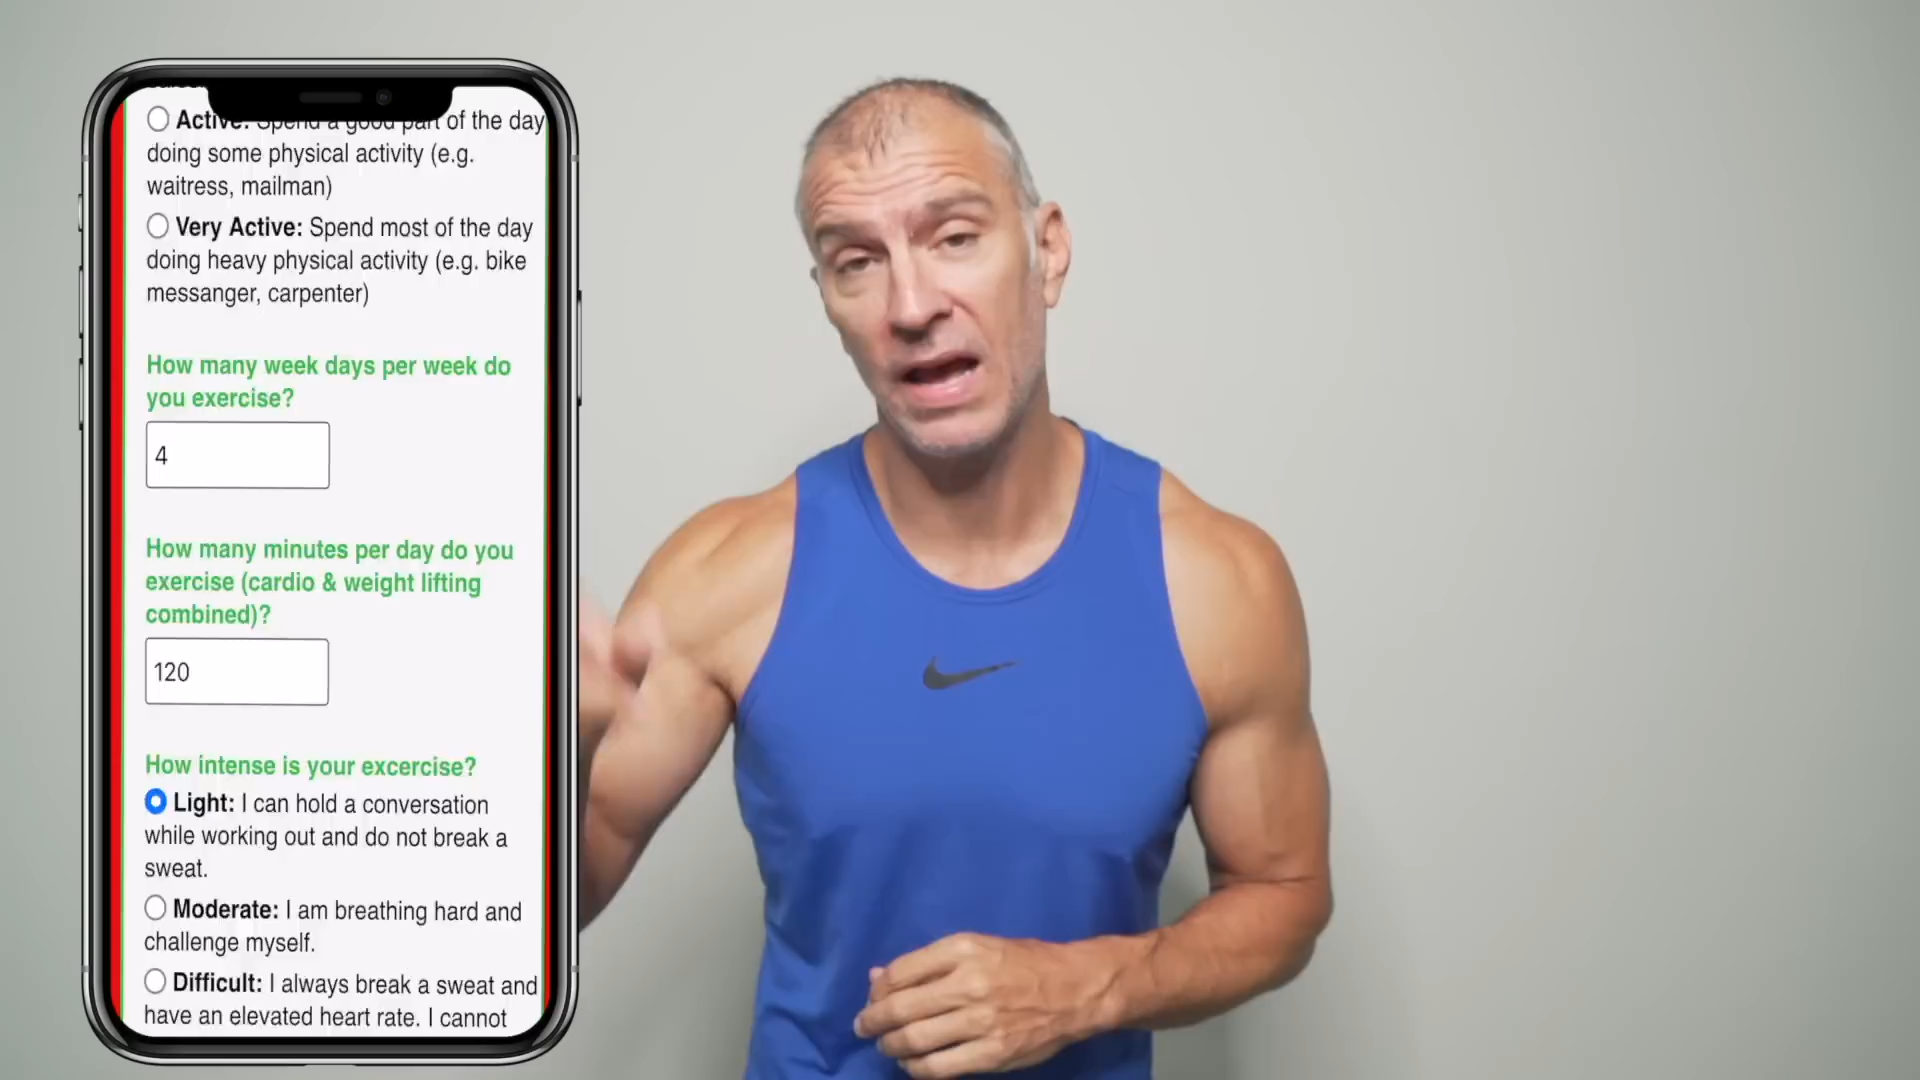 Active: Spend a good part of the day
doing some physical activity (e.g.
waitress, mailman)
Very Active: Spend most of the day
doing heavy physical activity (e.g. bike
messanger, carpenter)
How many week days per week do
you exercise?
4
How many minutes per day do you
exercise (cardio & weight lifting
combined)?
120
How intense is your excercise?
Light: I can hold a conversation
while working out and do not break a
sweat.
Moderate: I am breathing hard and
challenge myself.
Difficult: I always break a sweat and
have an elevated heart rate. I cannot